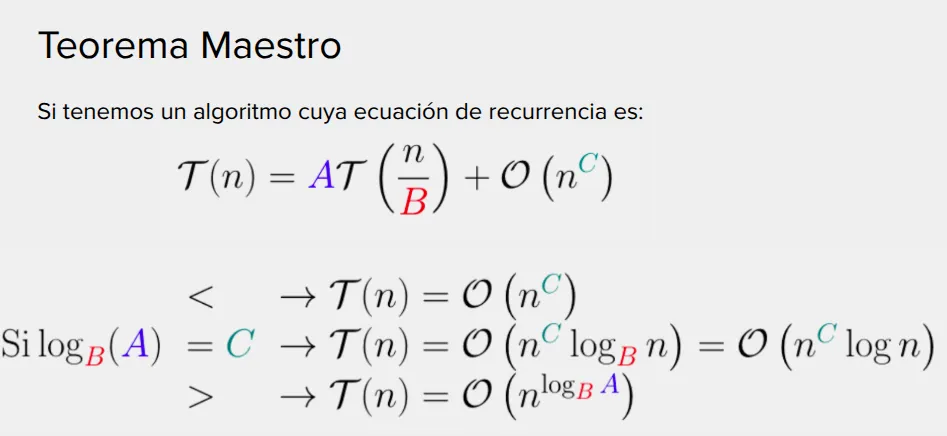 Teorema Maestro
Si tenemos un algoritmo cuya ecuación de recurrencia es:
𝒯(n) = A𝒯(n/B) + 𝒪(n^C)
< → 𝒯(n) = 𝒪(n^C)
Si log_B(A) = C → 𝒯(n) = 𝒪(n^C log_B n) = 𝒪(n^C log n)
> → 𝒯(n) = 𝒪(n^{log_B A})